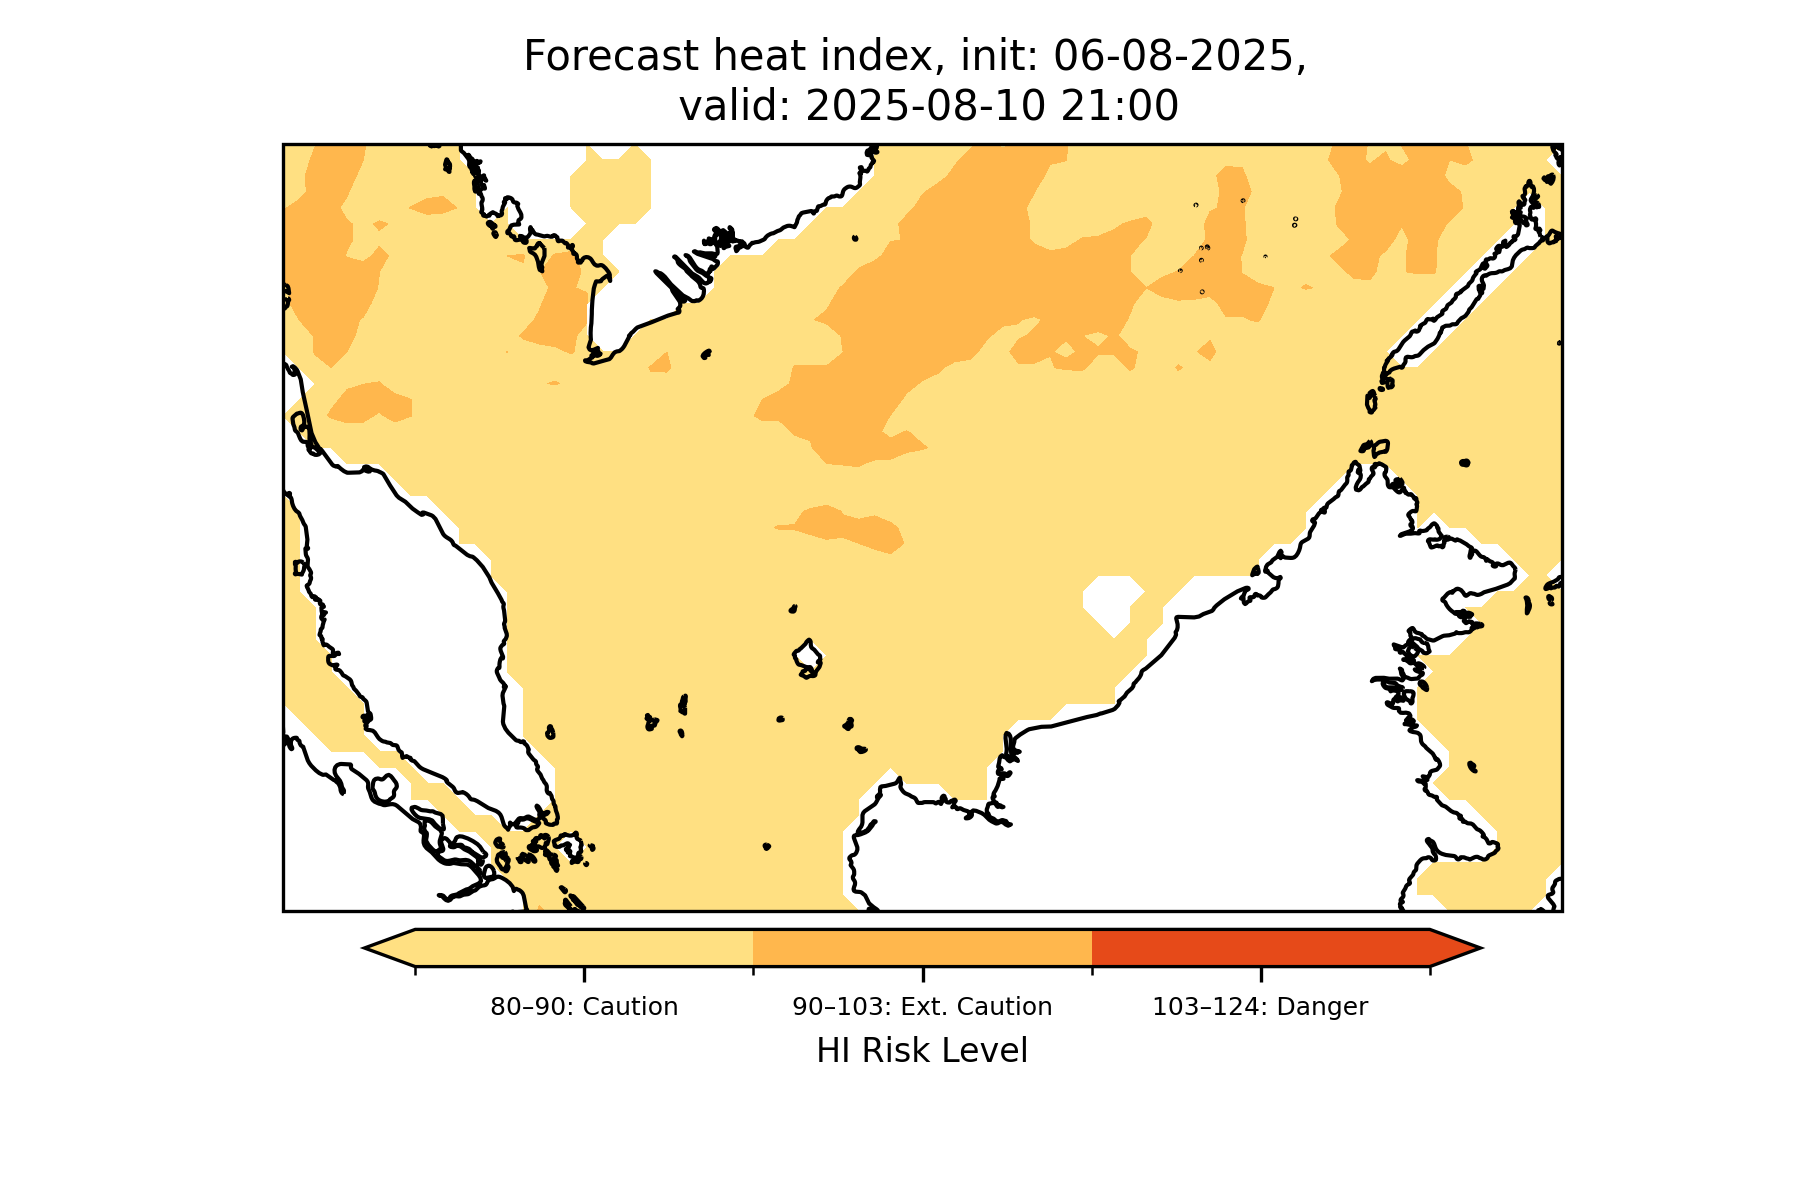 Forecast heat index, init: 06-08-2025,
valid: 2025-08-10 21:00
80–90: Caution
90–103: Ext. Caution
103–124: Danger
HI Risk Level